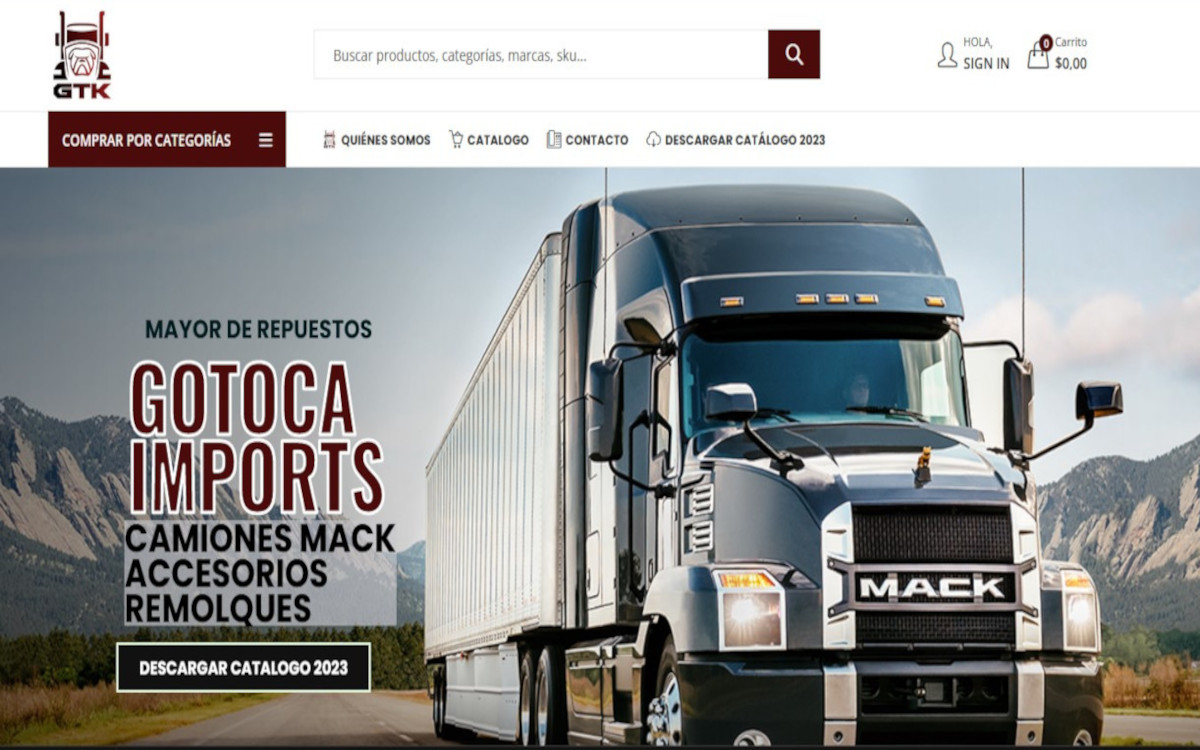 GTK
Buscar productos, categorías, marcas, sku...
HOLA,
SIGN IN
0
Carrito
$0,00
COMPRAR POR CATEGORÍAS
QUIÉNES SOMOS
CATALOGO
CONTACTO
DESCARGAR CATÁLOGO 2023
MAYOR DE REPUESTOS
GOTOCA
IMPORTS
CAMIONES MACK
ACCESORIOS
REMOLQUES
DESCARGAR CATALOGO 2023
MACK